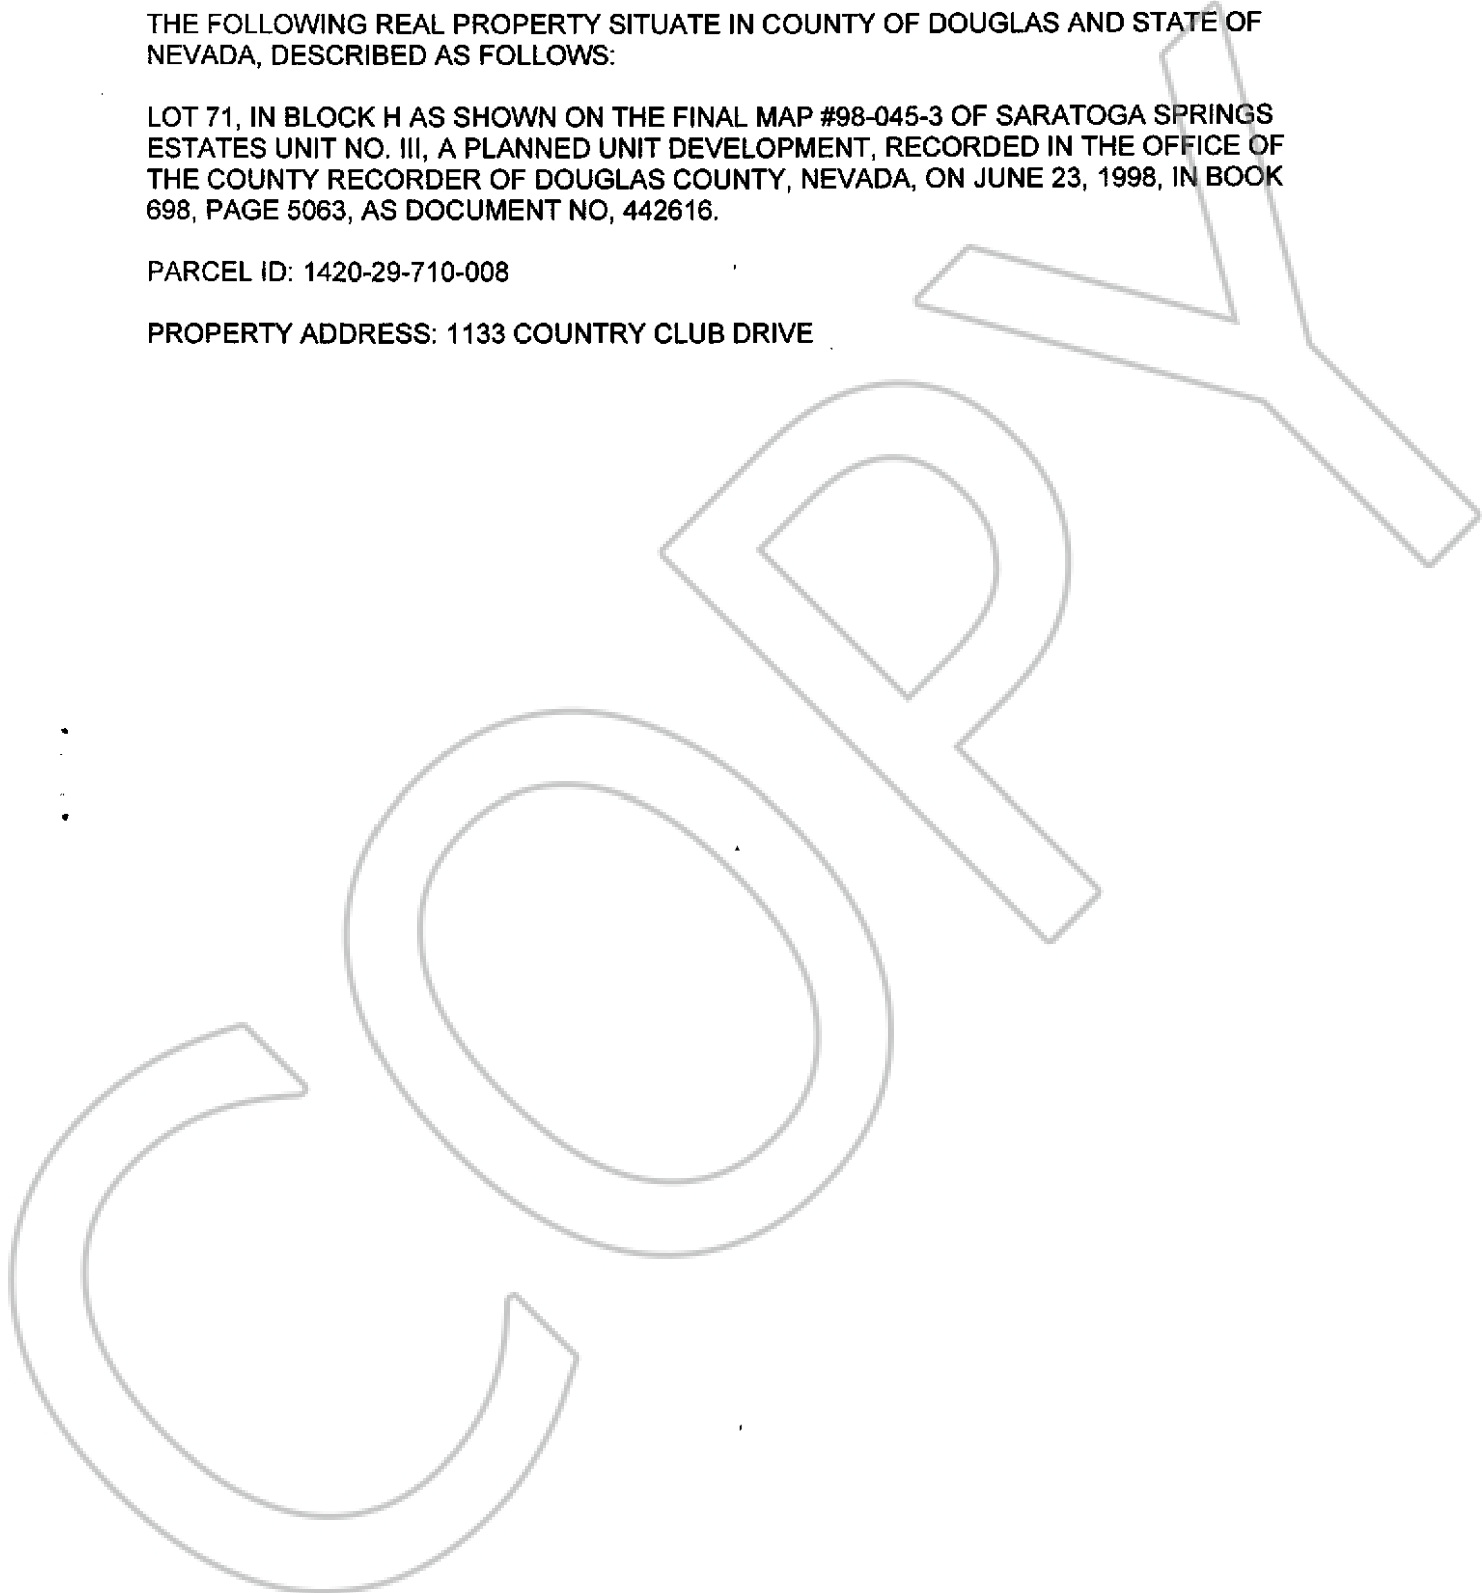 THE FOLLOWING REAL PROPERTY SITUATE IN COUNTY OF DOUGLAS AND STATE OF
NEVADA, DESCRIBED AS FOLLOWS:
LOT 71, IN BLOCK H AS SHOWN ON THE FINAL MAP #98-045-3 OF SARATOGA SPRINGS
ESTATES UNIT NO. III, A PLANNED UNIT DEVELOPMENT, RECORDED IN THE OFFICE OF
THE COUNTY RECORDER OF DOUGLAS COUNTY, NEVADA, ON JUNE 23, 1998, IN BOOK
698, PAGE 5063, AS DOCUMENT NO, 442616.
PARCEL ID: 1420-29-710-008
PROPERTY ADDRESS: 1133 COUNTRY CLUB DRIVE
COPY